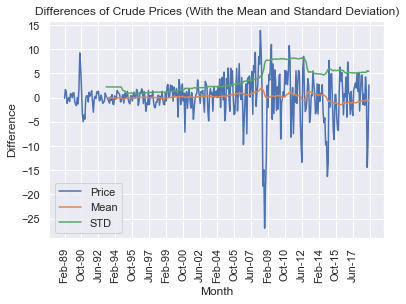 Differences of Crude Prices (With the Mean and Standard Deviation)
Difference
15
10
5
0
−5
−10
−15
−20
−25
Price
Mean
STD
Feb-89
Oct-90
Jun-92
Feb-94
Oct-95
Jun-97
Feb-99
Oct-00
Jun-02
Feb-04
Oct-05
Jun-07
Feb-09
Oct-10
Jun-12
Feb-14
Oct-15
Jun-17
Month